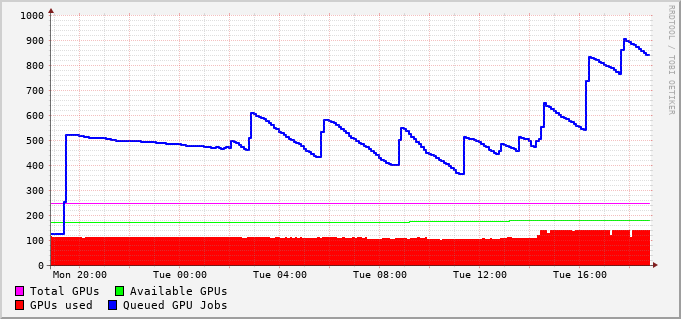 1000
900
800
700
600
500
400
300
200
100
0
Mon 20:00 Tue 00:00 Tue 04:00 Tue 08:00 Tue 12:00 Tue 16:00
Total GPUs Available GPUs
GPUs used Queued GPU Jobs
RRDTOOL / TOBI OETIKER